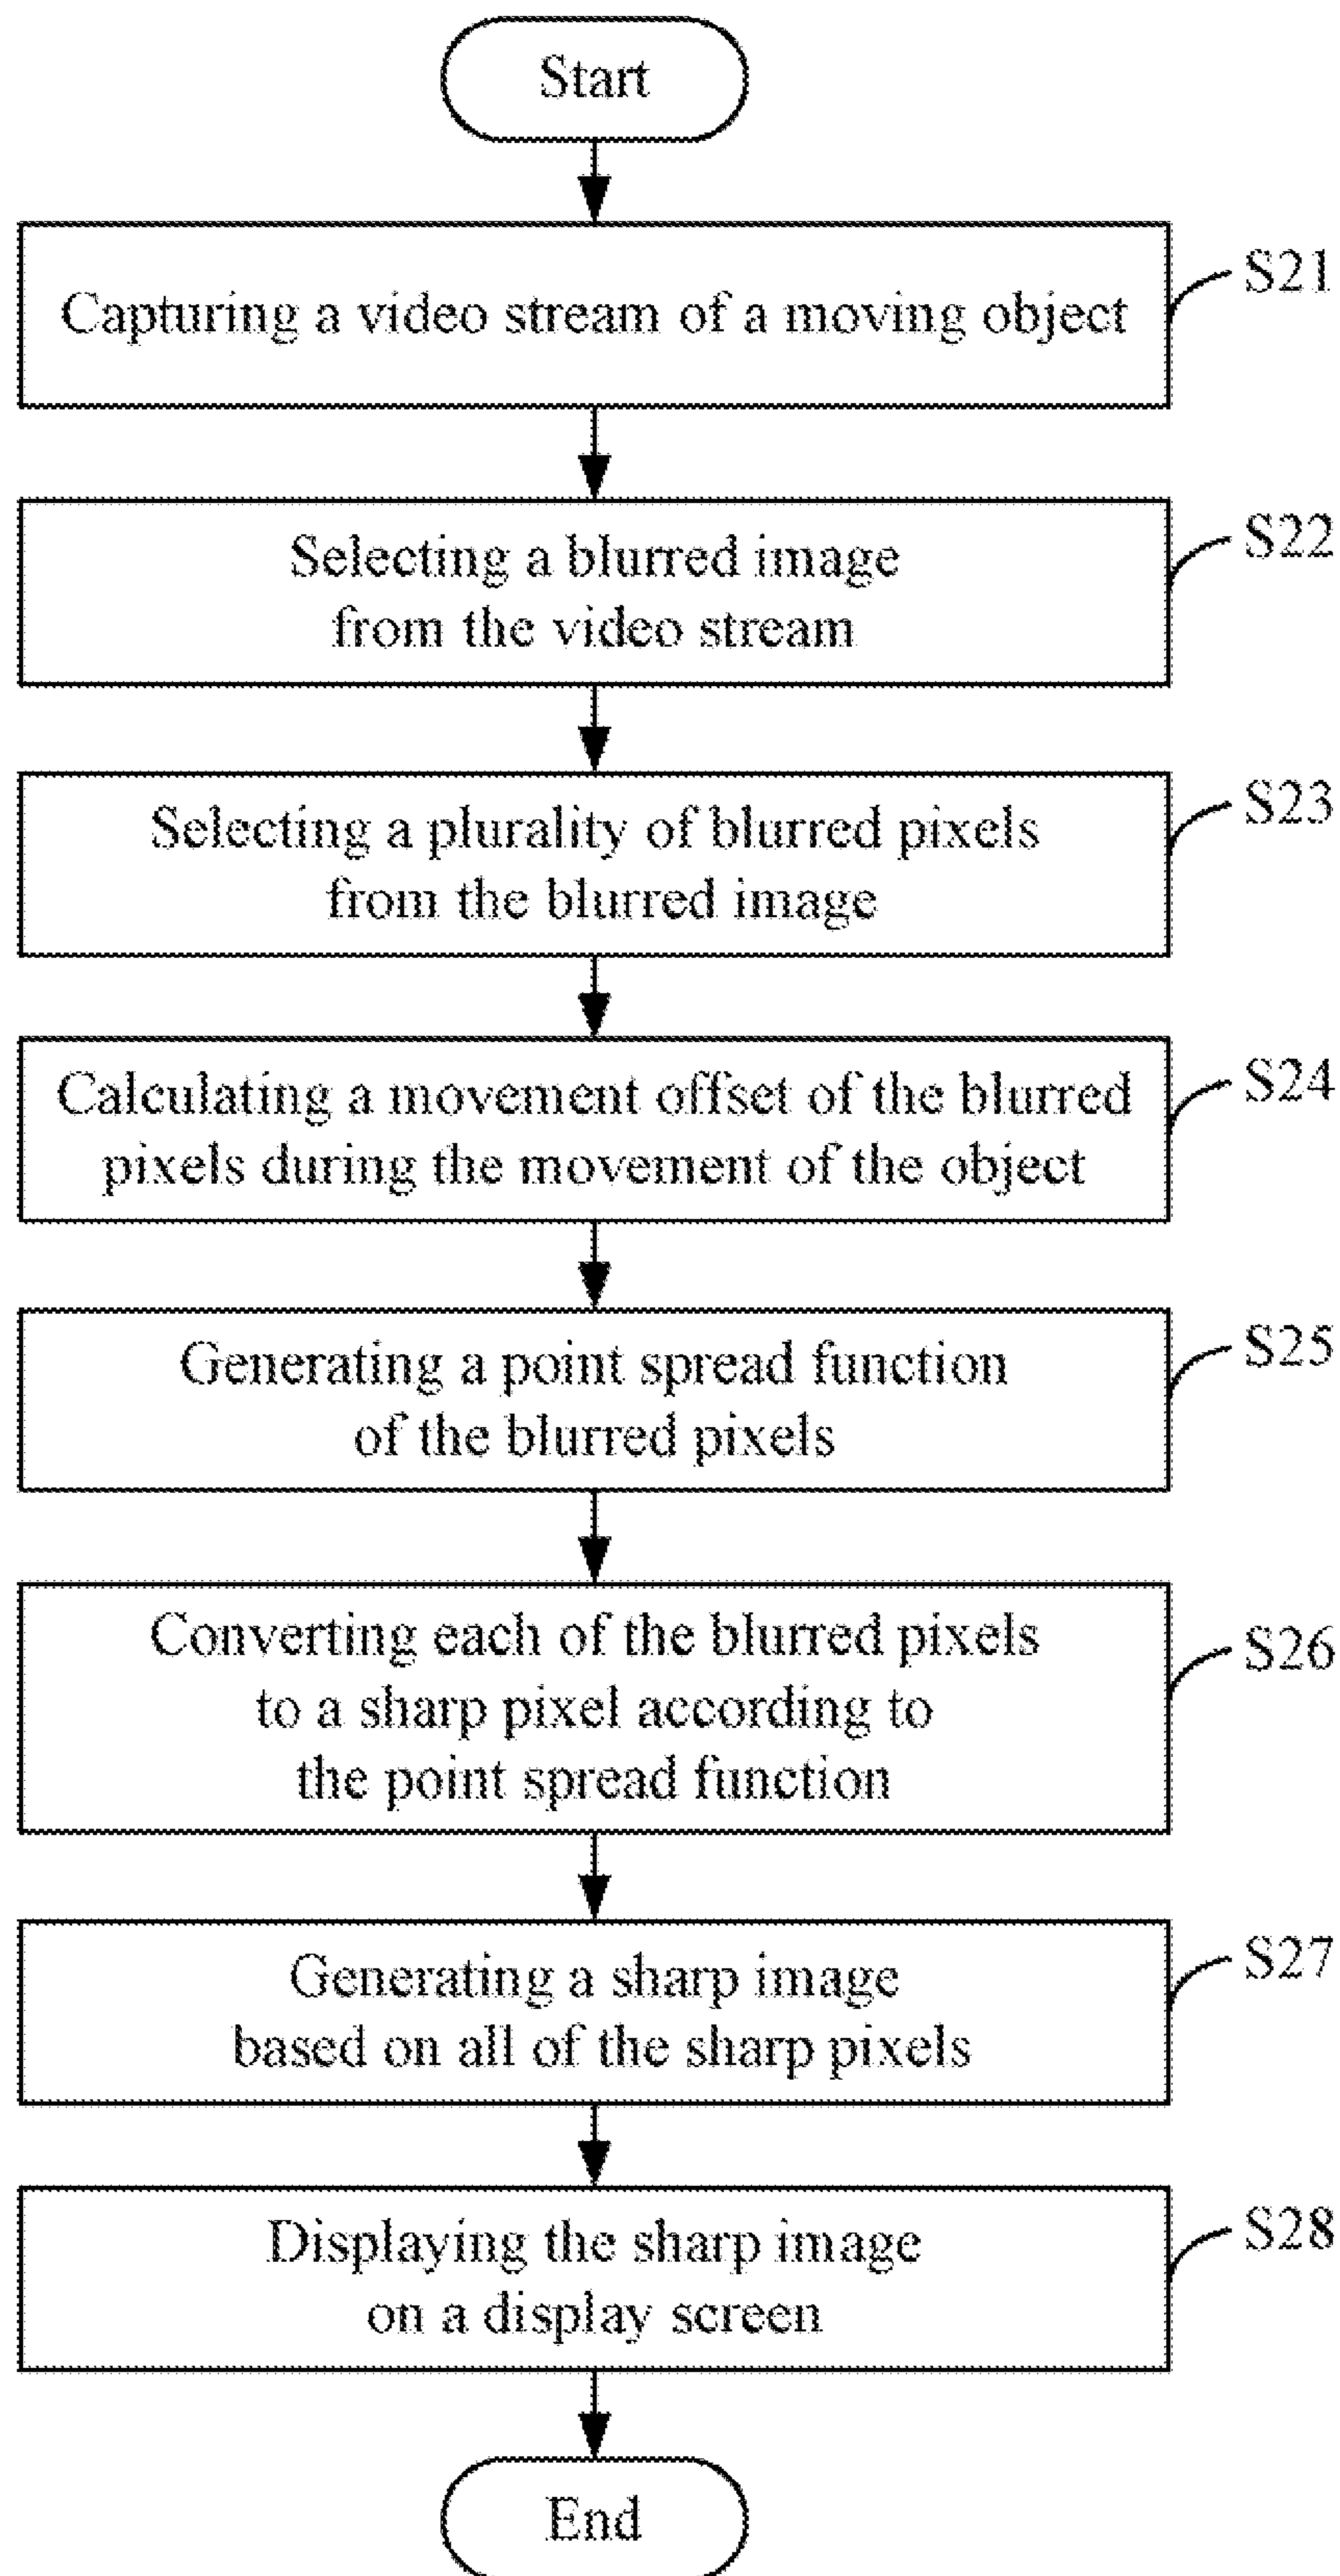 Start
Capturing a video stream of a moving object
S21
Selecting a blurred image
from the video stream
S22
Selecting a plurality of blurred pixels
from the blurred image
S23
Calculating a movement offset of the blurred
pixels during the movement of the object
S24
Generating a point spread function
of the blurred pixels
S25
Converting each of the blurred pixels
to a sharp pixel according to
the point spread function
S26
Generating a sharp image
based on all of the sharp pixels
S27
Displaying the sharp image
on a display screen
S28
End